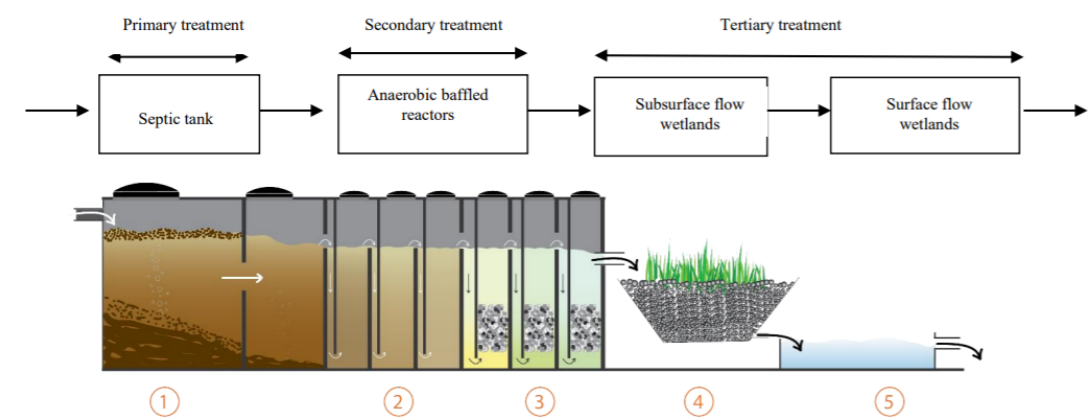 Primary treatment
Secondary treatment
Tertiary treatment
Septic tank
Anaerobic baffled
reactors
Subsurface flow
wetlands
Surface flow
wetlands
1
2
3
4
5